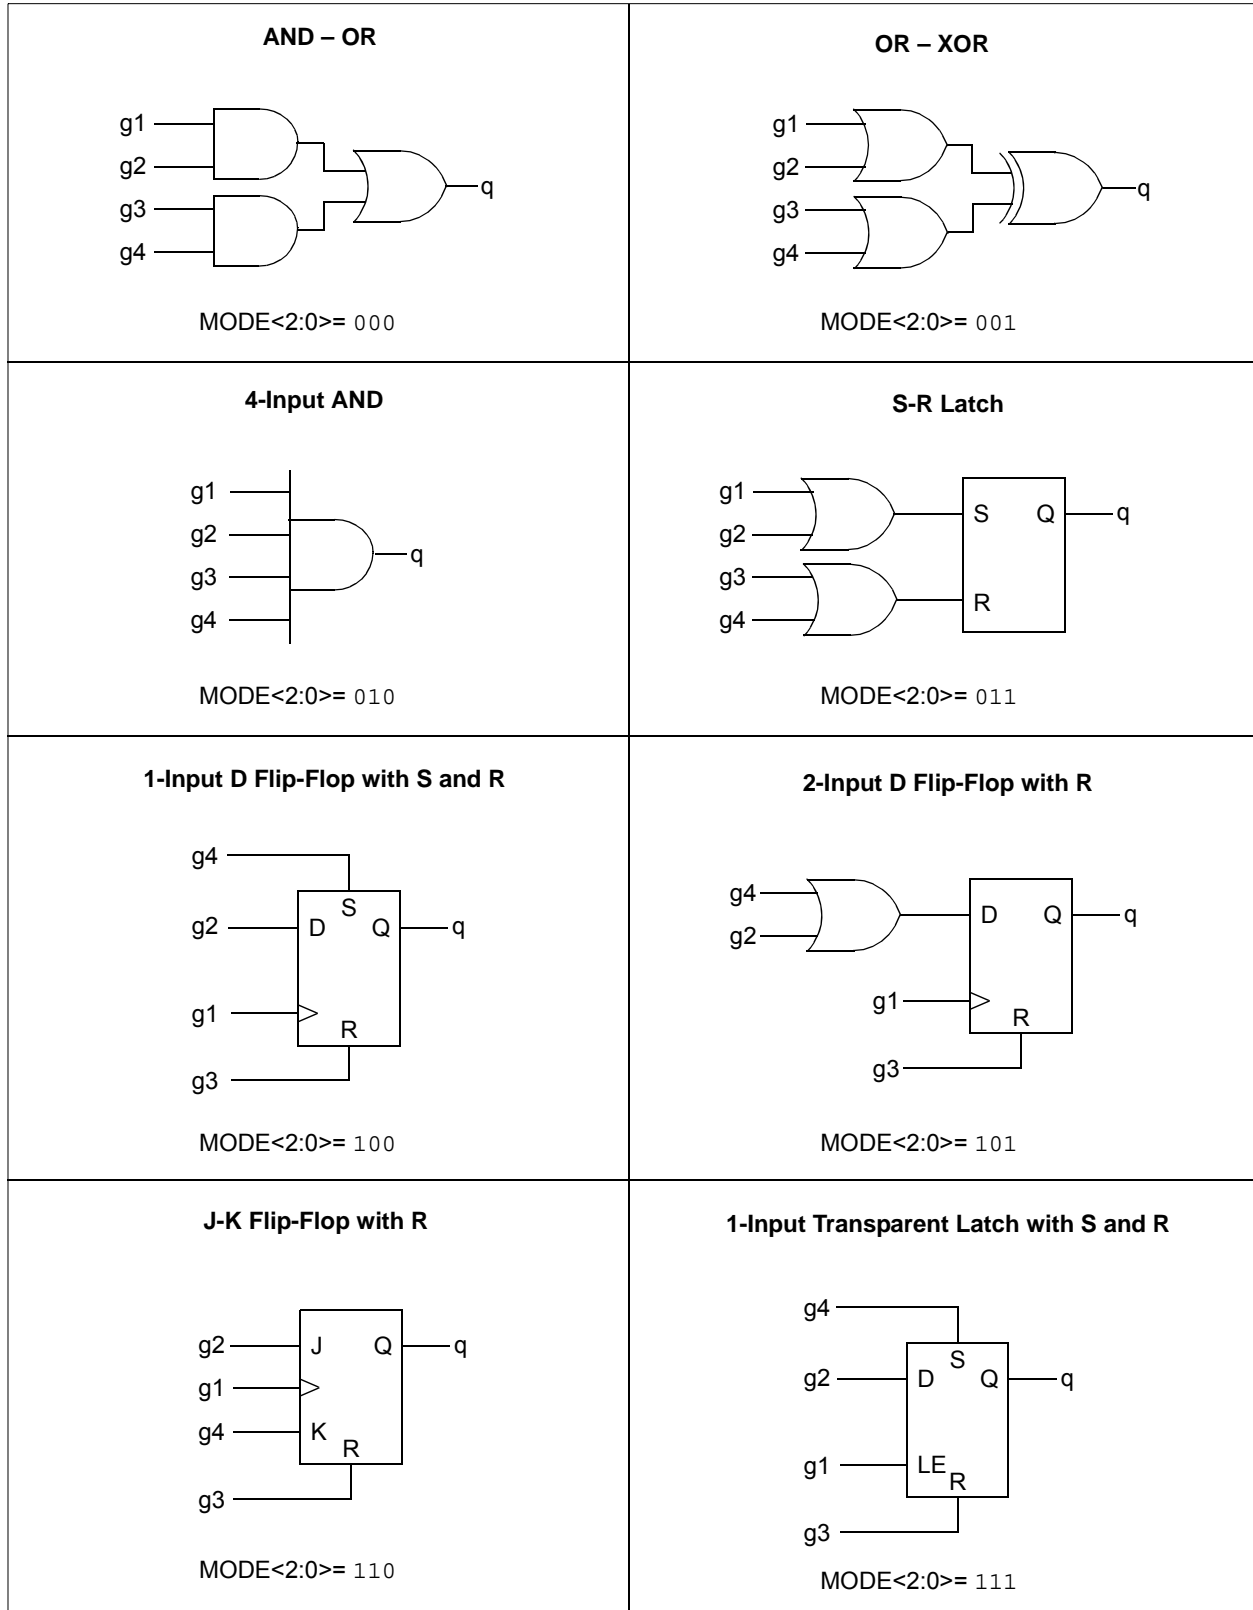 AND – OR
g1
g2
g3
g4
q
MODE<2:0>= 000
OR – XOR
g1
g2
g3
g4
q
MODE<2:0>= 001
4-Input AND
g1
g2
g3
g4
q
MODE<2:0>= 010
S-R Latch
g1
g2
g3
g4
S Q q
R
MODE<2:0>= 011
1-Input D Flip-Flop with S and R
g4
S
g2 D Q q
g1
R
g3
MODE<2:0>= 100
2-Input D Flip-Flop with R
g4
g2
D Q q
g1
R
g3
MODE<2:0>= 101
J-K Flip-Flop with R
g2 J Q q
g1
g4 K
R
g3
MODE<2:0>= 110
1-Input Transparent Latch with S and R
g4
S
g2 D Q q
g1 LE
R
g3
MODE<2:0>= 111